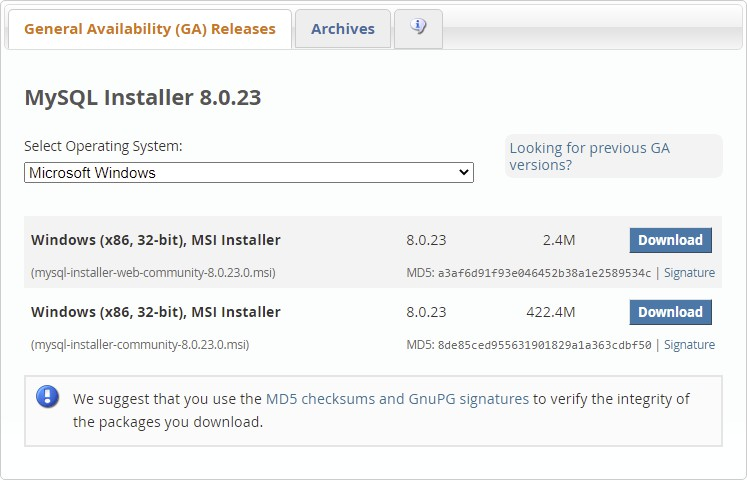 General Availability (GA) Releases
Archives
MySQL Installer 8.0.23
Select Operating System:
Looking for previous GA
versions?
Microsoft Windows
Windows (x86, 32-bit), MSI Installer 8.0.23 2.4M Download
(mysql-installer-web-community-8.0.23.0.msi) MD5: a3af6d91f93e046452b38a1e2589534c | Signature
Windows (x86, 32-bit), MSI Installer 8.0.23 422.4M Download
(mysql-installer-community-8.0.23.0.msi) MD5: 8de85ced955631901829a1a363cdbf50 | Signature
We suggest that you use the MD5 checksums and GnuPG signatures to verify the integrity of
the packages you download.